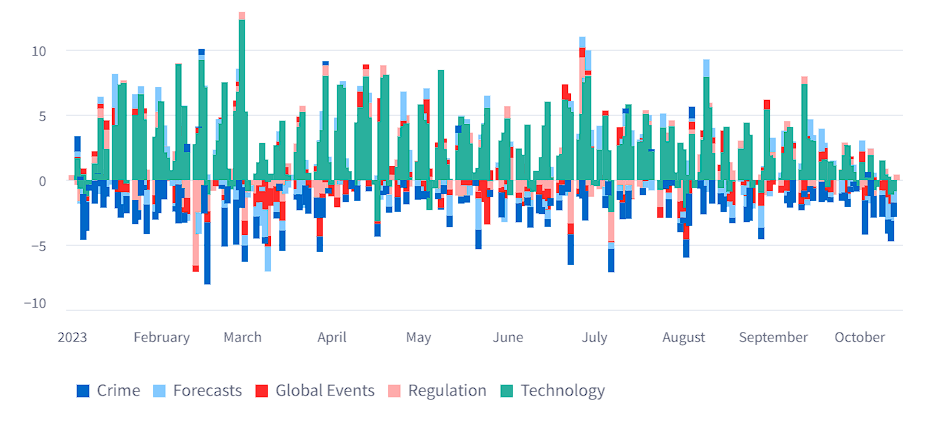 10
5
0
−5
−10
2023 February March April May June July August September October
Crime Forecasts Global Events Regulation Technology